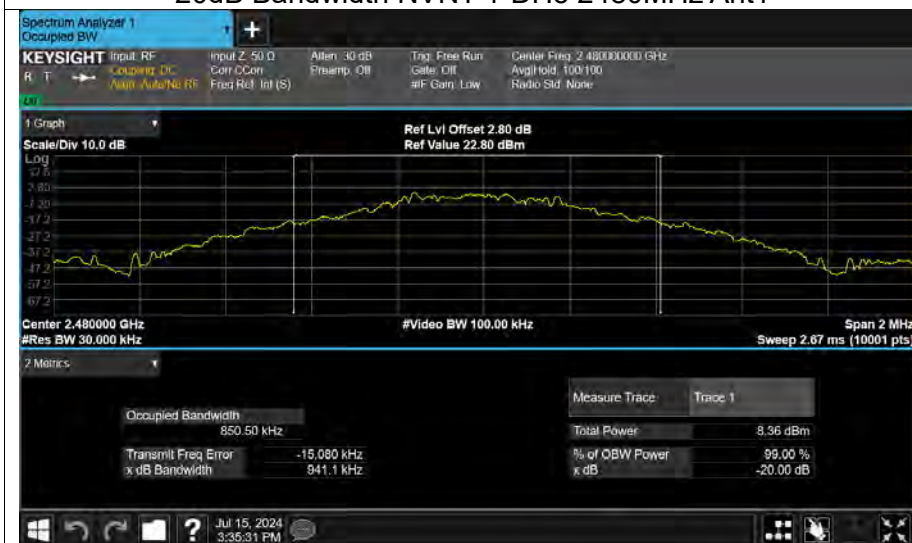 20dB Bandwidth NVNT 1-DH5 2480MHz Ant1
Spectrum Analyzer 1
Occupied BW
+
KEYSIGHT Input: RF Input Z: 50 Ω Atten: 30 dB Trig: Free Run Center Freq: 2.480000000 GHz
R T Coupling: DC Corr CCorr Preamp: Off Gate: Off Avg|Hold: 100/100
Align: Auto/No RF Freq Ref: Int (S) #IF Gain: Low Radio Std: None
1 Graph
Ref Lvl Offset 2.80 dB
Scale/Div 10.0 dB Ref Value 22.80 dBm
Log
2.80
-7.20
-17.2
-27.2
-37.2
-47.2
-57.2
-67.2
Center 2.480000 GHz #Video BW 100.00 kHz Span 2 MHz
#Res BW 30.000 kHz Sweep 2.67 ms (10001 pts)
2 Metrics
Measure Trace Trace 1
Occupied Bandwidth
850.50 kHz Total Power 8.36 dBm
Transmit Freq Error -15.080 kHz % of OBW Power 99.00 %
x dB Bandwidth 941.1 kHz x dB -20.00 dB
? Jul 15, 2024
3:35:31 PM